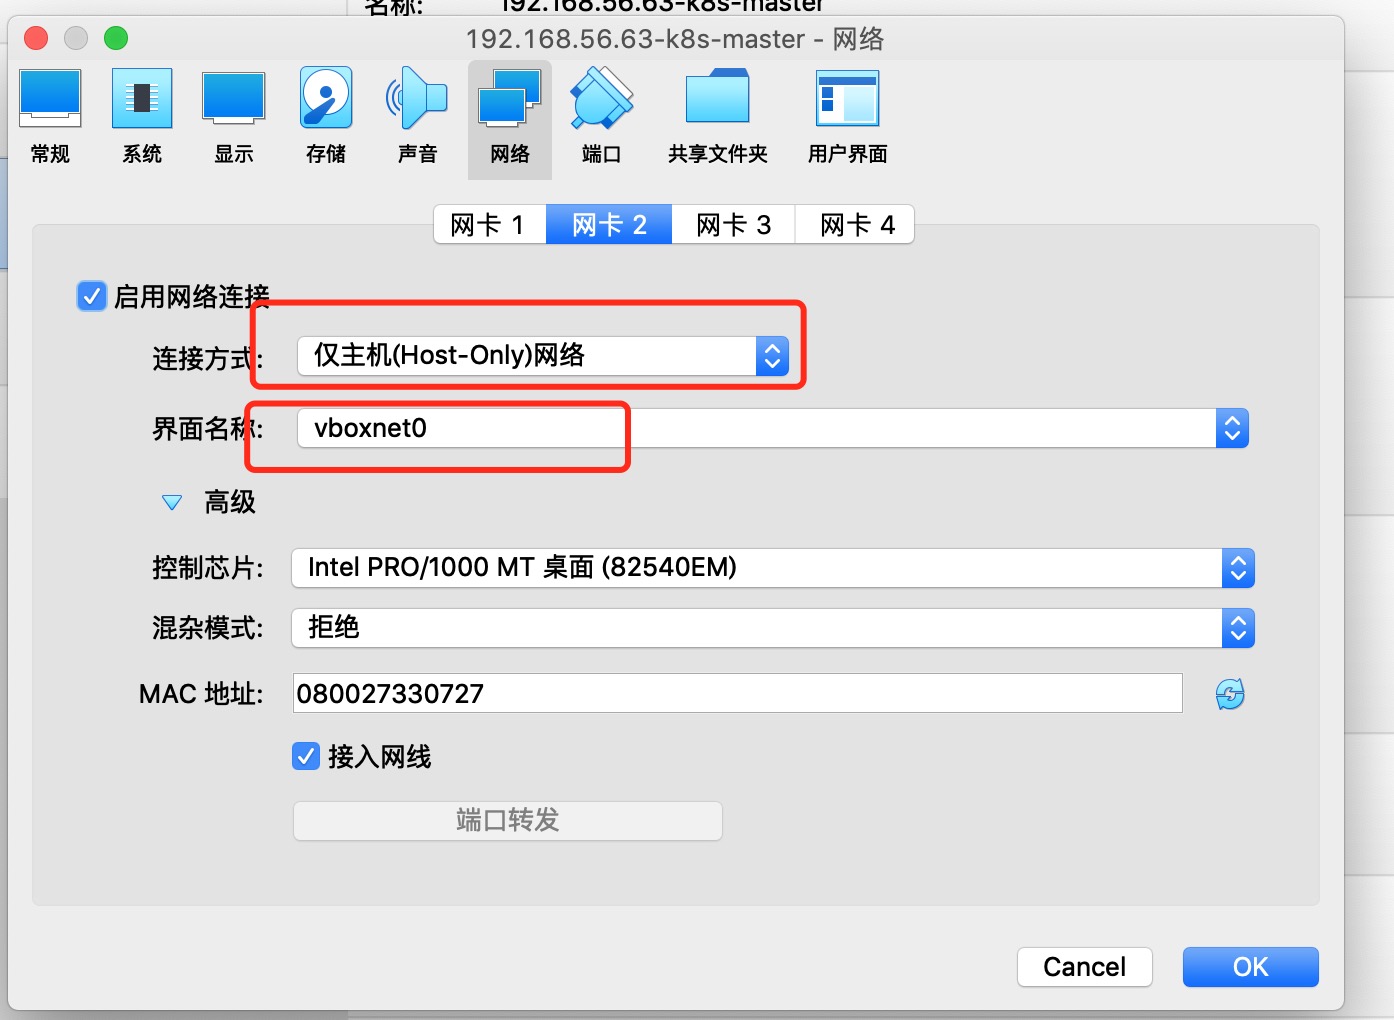 名称: 192.168.56.63-k8s-master
192.168.56.63-k8s-master - 网络
常规 系统 显示 存储 声音 网络 端口 共享文件夹 用户界面
网卡 1 网卡 2 网卡 3 网卡 4
启用网络连接
连接方式: 仅主机(Host-Only)网络
界面名称: vboxnet0
高级
控制芯片: Intel PRO/1000 MT 桌面 (82540EM)
混杂模式: 拒绝
MAC 地址: 080027330727
接入网线
端口转发
Cancel OK